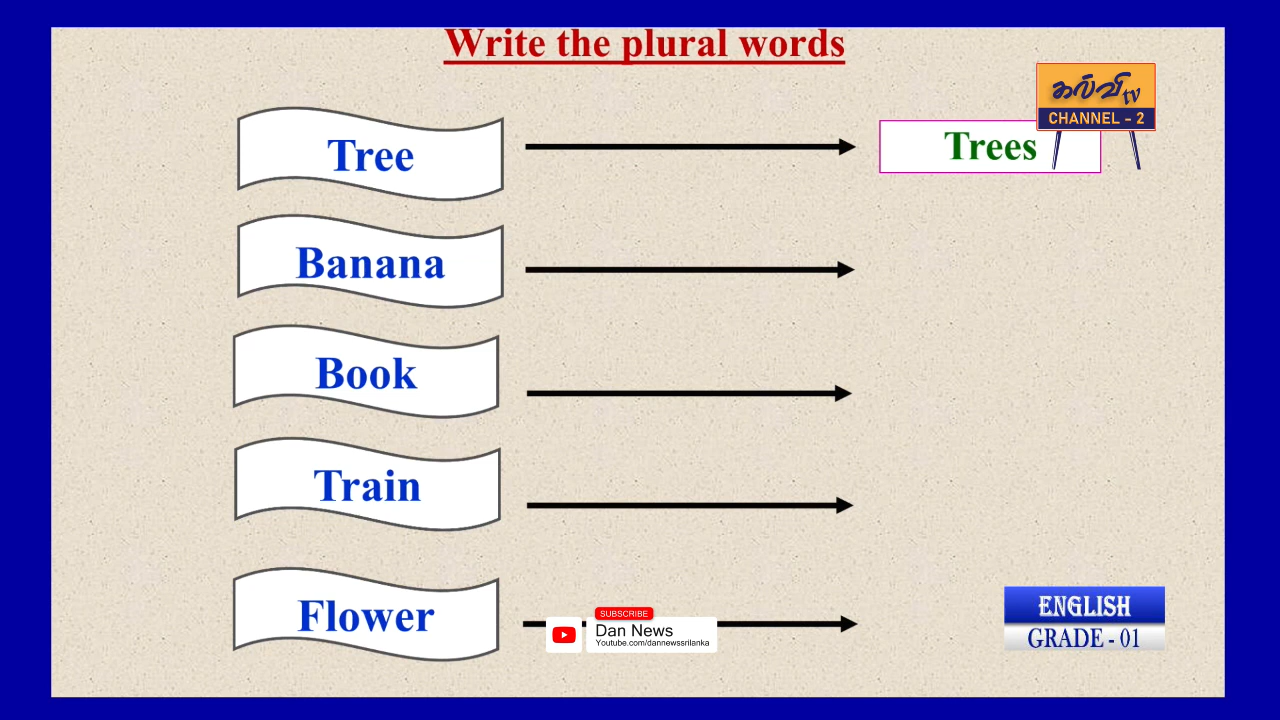 Write the plural words
கல்வி tv
CHANNEL - 2
Tree
Trees
Banana
Book
Train
Flower
SUBSCRIBE
Dan News
Youtube.com/dannewssrilanka
ENGLISH
GRADE - 01